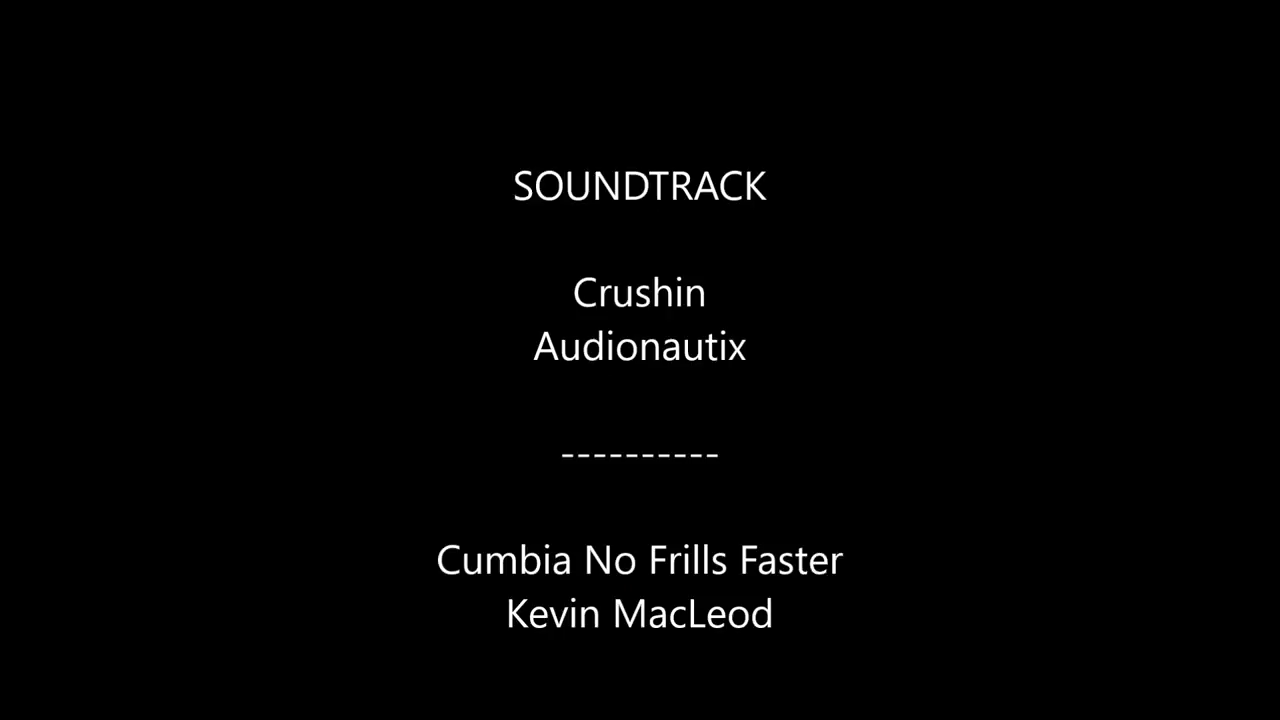 SOUNDTRACK
Crushin
Audionautix
----------
Cumbia No Frills Faster
Kevin MacLeod